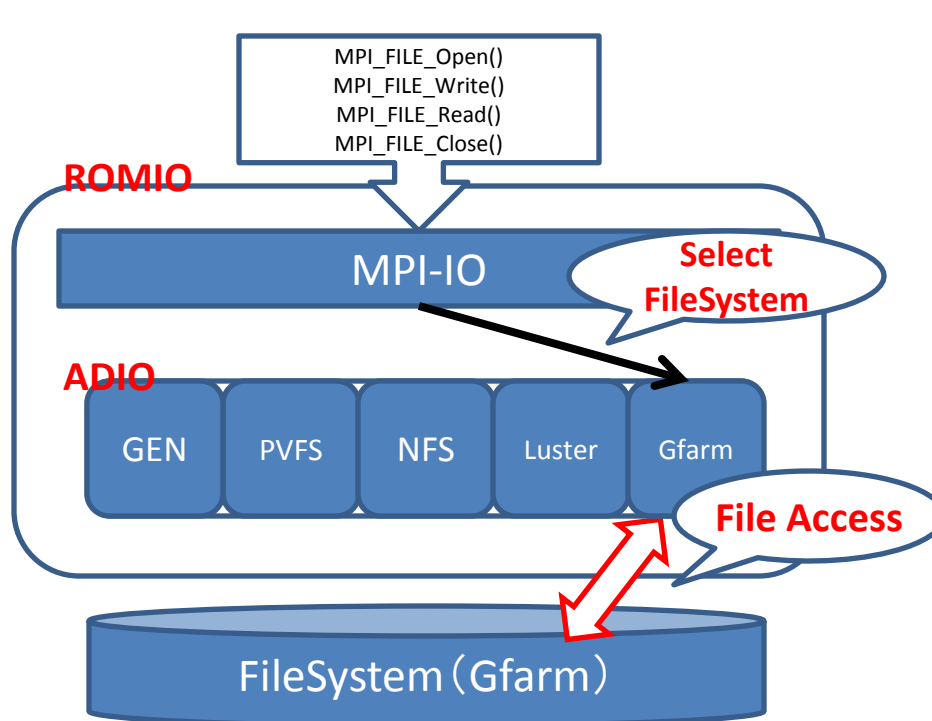 MPI_FILE_Open()
MPI_FILE_Write()
MPI_FILE_Read()
MPI_FILE_Close()
ROMIO
MPI-IO
Select
FileSystem
ADIO
GEN
PVFS
NFS
Luster
Gfarm
File Access
FileSystem（Gfarm）